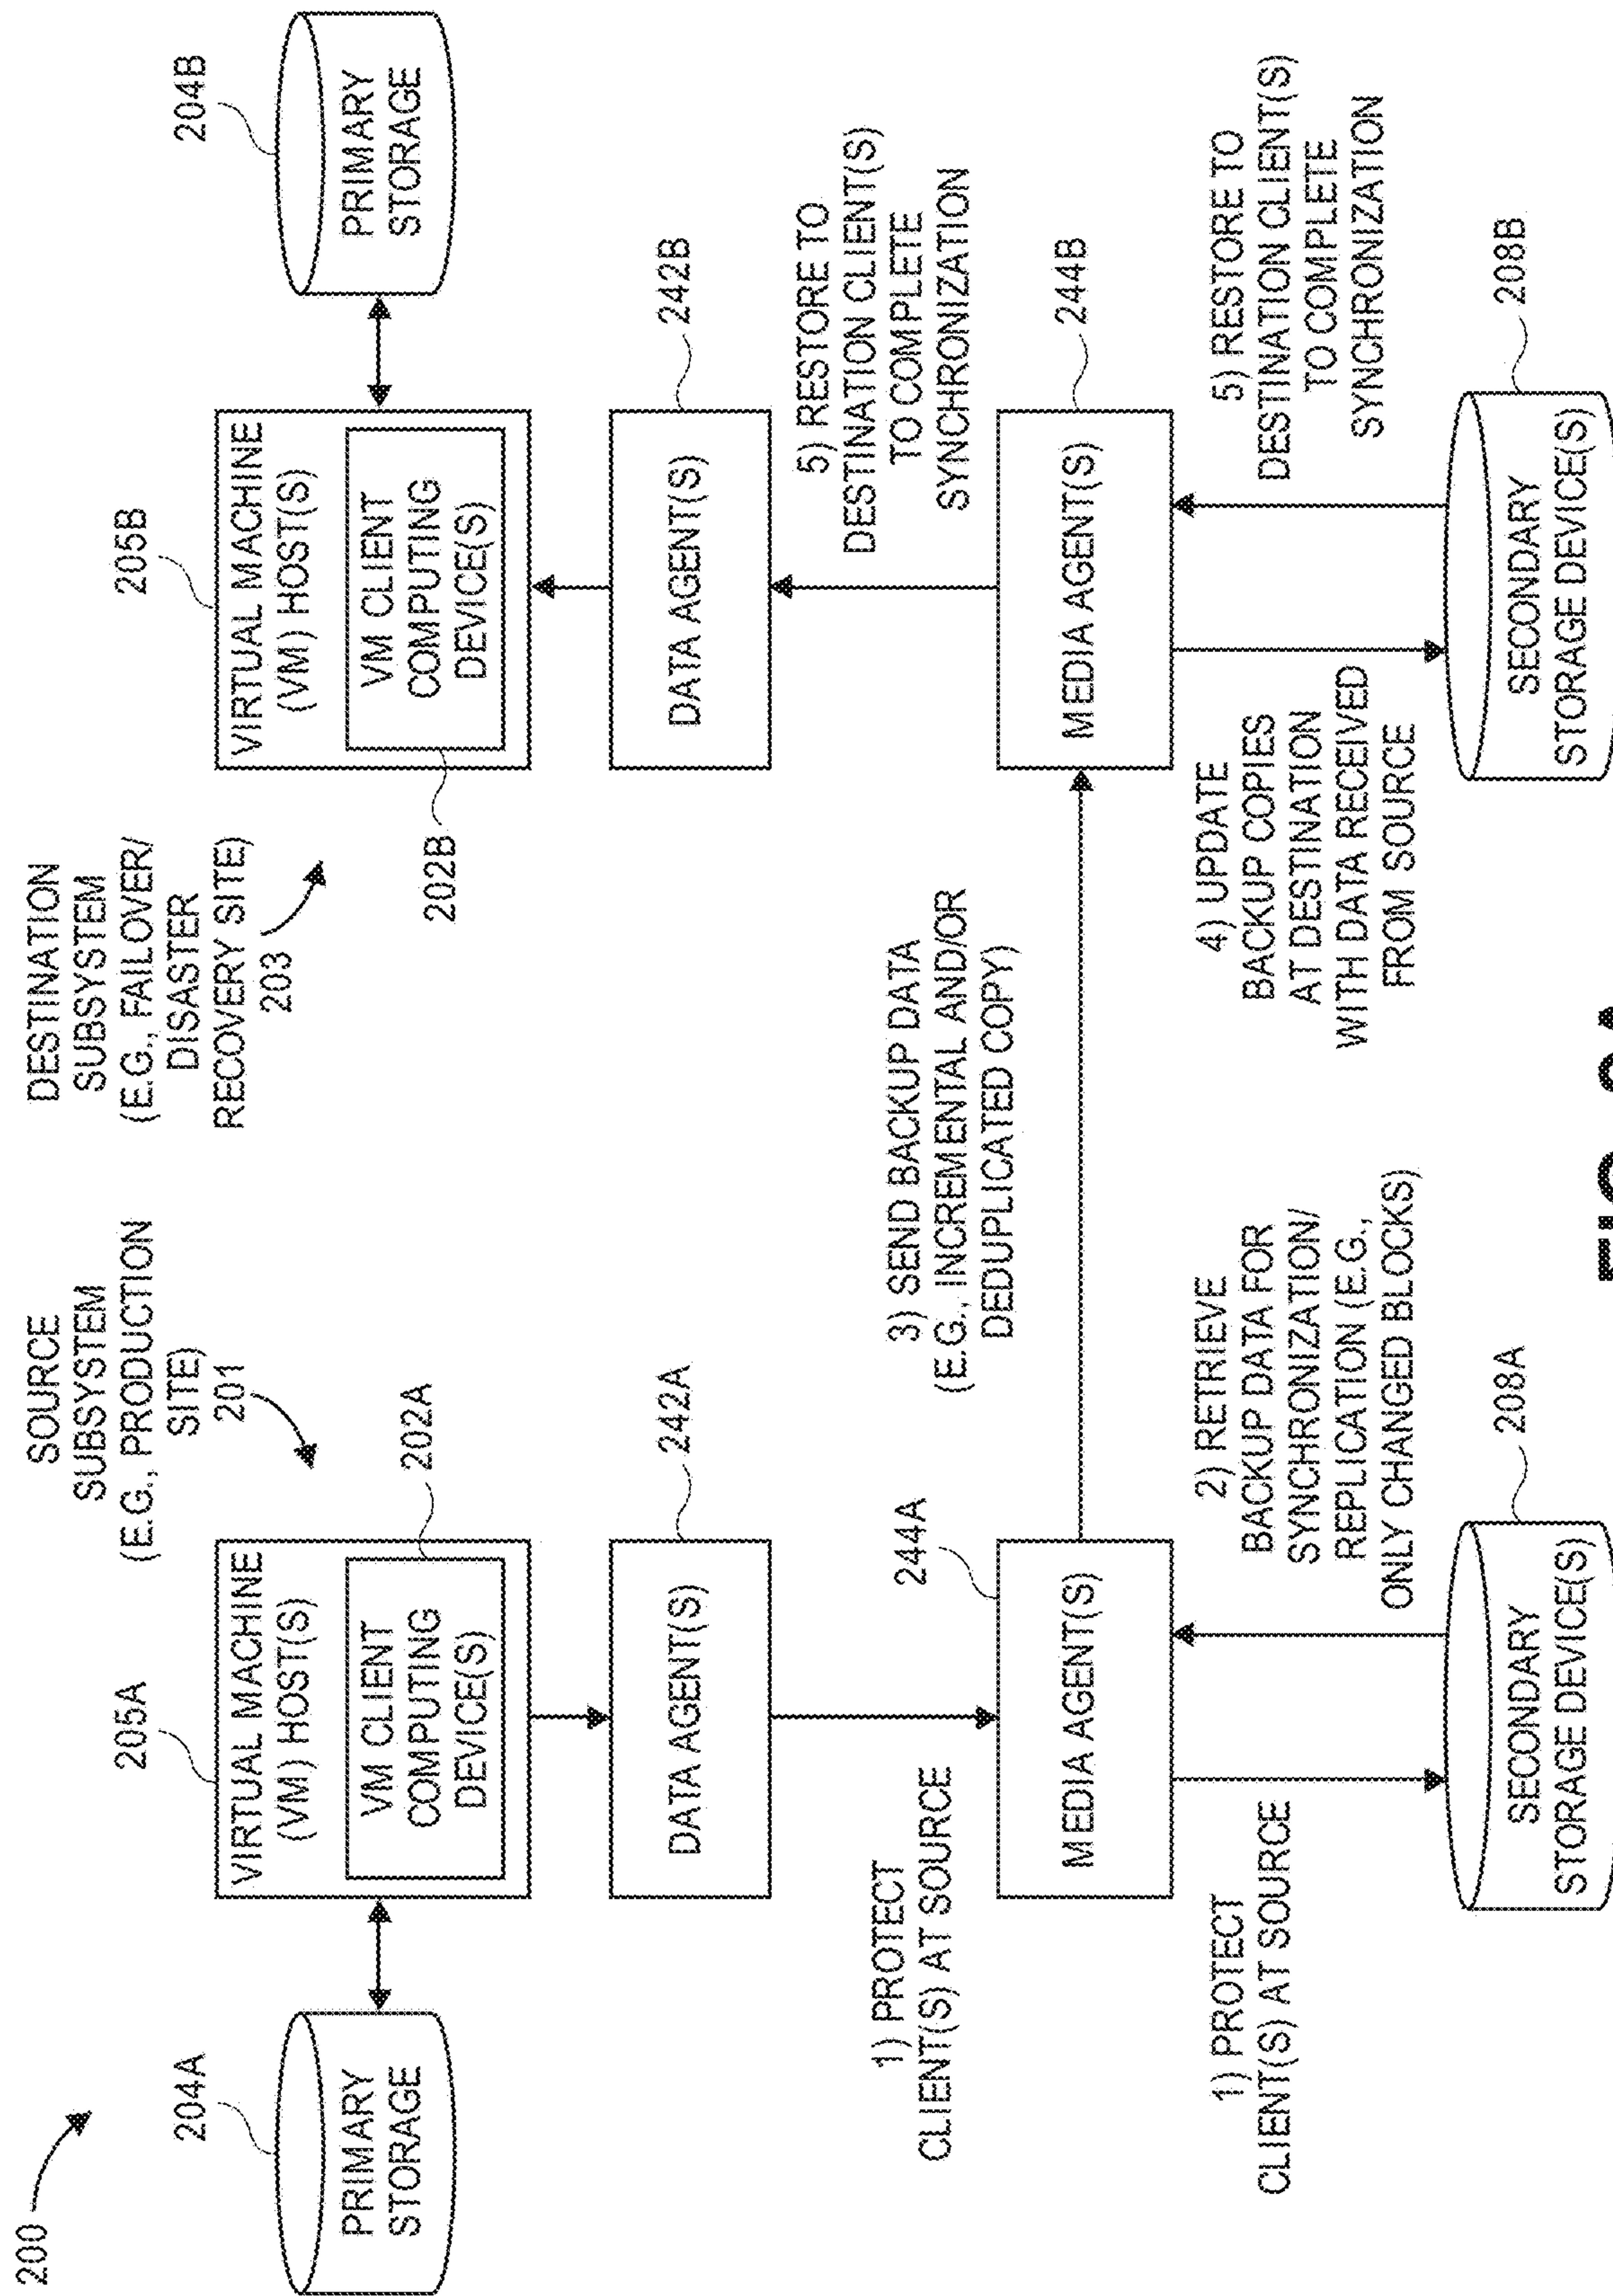 200
SOURCE
SUBSYSTEM
(E.G., PRODUCTION
SITE)
201
DESTINATION
SUBSYSTEM
(E.G., FAILOVER/
DISASTER
RECOVERY SITE)
203
204A
PRIMARY
STORAGE
205A
VIRTUAL MACHINE
(VM) HOST(S)
VM CLIENT
COMPUTING
DEVICE(S)
202A
202B
205B
VIRTUAL MACHINE
(VM) HOST(S)
VM CLIENT
COMPUTING
DEVICE(S)
204B
PRIMARY
STORAGE
DATA AGENT(S)
242A
DATA AGENT(S)
242B
1) PROTECT
CLIENT(S) AT SOURCE
3) SEND BACKUP DATA
(E.G., INCREMENTAL AND/OR
DEDUPLICATED COPY)
5) RESTORE TO
DESTINATION CLIENT(S)
TO COMPLETE
SYNCHRONIZATION
244A
MEDIA AGENT(S)
MEDIA AGENT(S)
244B
1) PROTECT
CLIENT(S) AT SOURCE
2) RETRIEVE
BACKUP DATA FOR
SYNCHRONIZATION/
REPLICATION (E.G.,
ONLY CHANGED BLOCKS)
4) UPDATE
BACKUP COPIES
AT DESTINATION
WITH DATA RECEIVED
FROM SOURCE
5) RESTORE TO
DESTINATION CLIENT(S)
TO COMPLETE
SYNCHRONIZATION
SECONDARY
STORAGE DEVICE(S)
208A
SECONDARY
STORAGE DEVICE(S)
208B